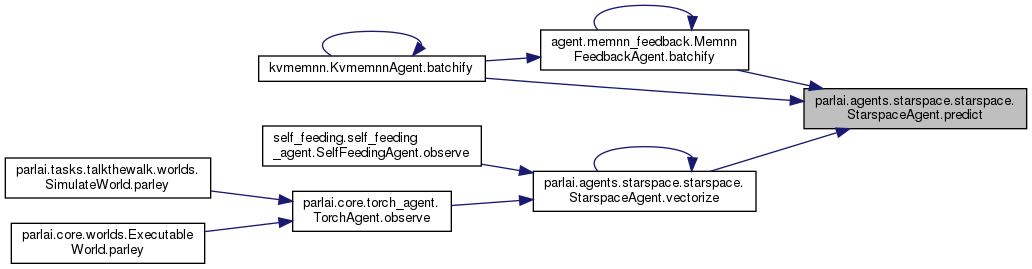 agent.memnn_feedback.Memnn
FeedbackAgent.batchify
kvmemnn.KvmemnnAgent.batchify
parlai.agents.starspace.starspace.
StarspaceAgent.predict
self_feeding.self_feeding
_agent.SelfFeedingAgent.observe
parlai.tasks.talkthewalk.worlds.
SimulateWorld.parley
parlai.agents.starspace.starspace.
StarspaceAgent.vectorize
parlai.core.torch_agent.
TorchAgent.observe
parlai.core.worlds.Executable
World.parley